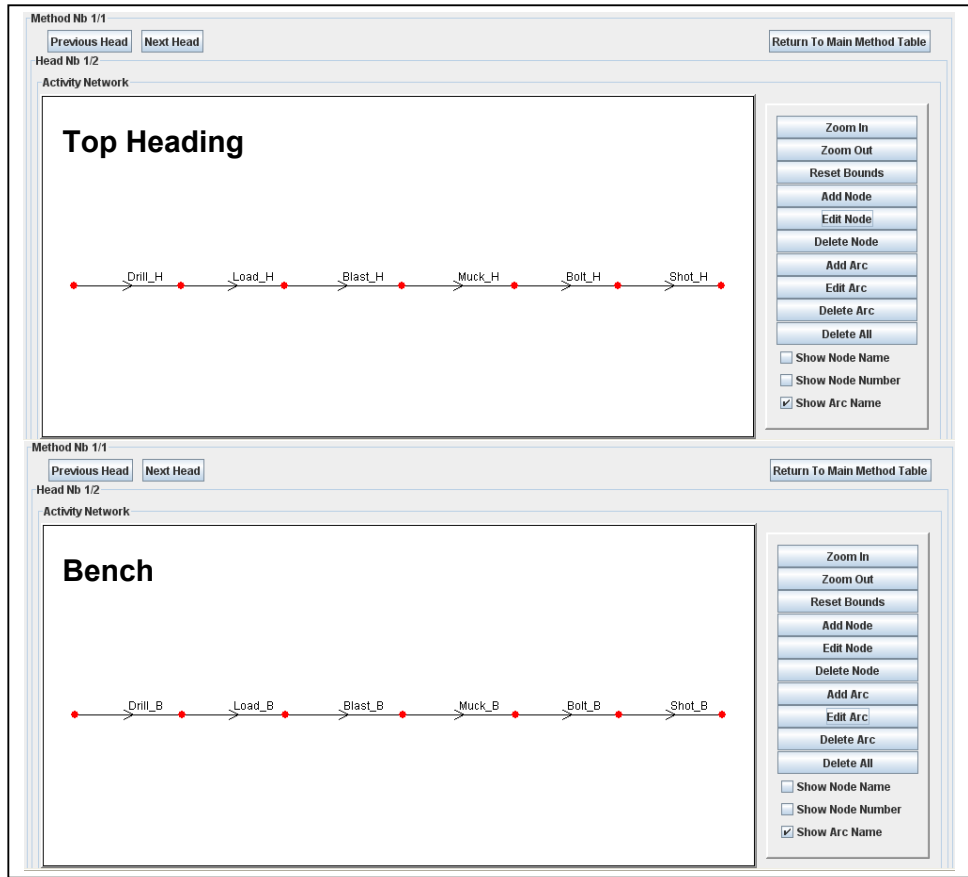 Method Nb 1/1
Previous Head Next Head Return To Main Method Table
Head Nb 1/2
Activity Network
Top Heading
Drill_H Load_H Blast_H Muck_H Bolt_H Shot_H
Zoom In
Zoom Out
Reset Bounds
Add Node
Edit Node
Delete Node
Add Arc
Edit Arc
Delete Arc
Delete All
Show Node Name
Show Node Number
Show Arc Name
Method Nb 1/1
Previous Head Next Head Return To Main Method Table
Head Nb 1/2
Activity Network
Bench
Drill_B Load_B Blast_B Muck_B Bolt_B Shot_B
Zoom In
Zoom Out
Reset Bounds
Add Node
Edit Node
Delete Node
Add Arc
Edit Arc
Delete Arc
Delete All
Show Node Name
Show Node Number
Show Arc Name